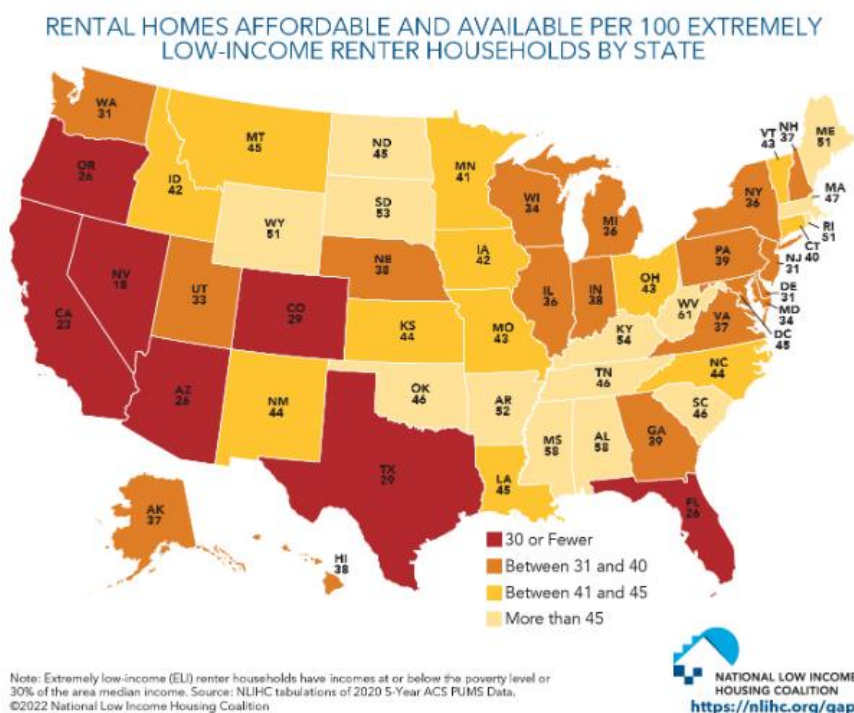 RENTAL HOMES AFFORDABLE AND AVAILABLE PER 100 EXTREMELY
LOW-INCOME RENTER HOUSEHOLDS BY STATE
WA
31
OR
26
CA
23
NV
18
ID
42
MT
45
WY
51
UT
33
CO
29
AZ
26
NM
44
ND
45
SD
53
NE
38
KS
44
OK
46
TX
29
MN
41
IA
42
MO
43
AR
52
LA
45
WI
34
IL
36
MI
36
IN
38
OH
43
KY
54
TN
46
MS
58
AL
58
GA
39
FL
26
SC
46
NC
44
VA
37
WV
61
PA
39
NY
36
VT
43
NH
37
ME
51
MA
47
RI
51
CT
40
NJ
31
DE
31
MD
34
DC
45
AK
37
HI
38
30 or Fewer
Between 31 and 40
Between 41 and 45
More than 45
Note: Extremely low-income (ELI) renter households have incomes at or below the poverty level or
30% of the area median income. Source: NLIHC tabulations of 2020 5-Year ACS PUMS Data.
©2022 National Low Income Housing Coalition
NATIONAL LOW INCOME
HOUSING COALITION
https://nlihc.org/gap